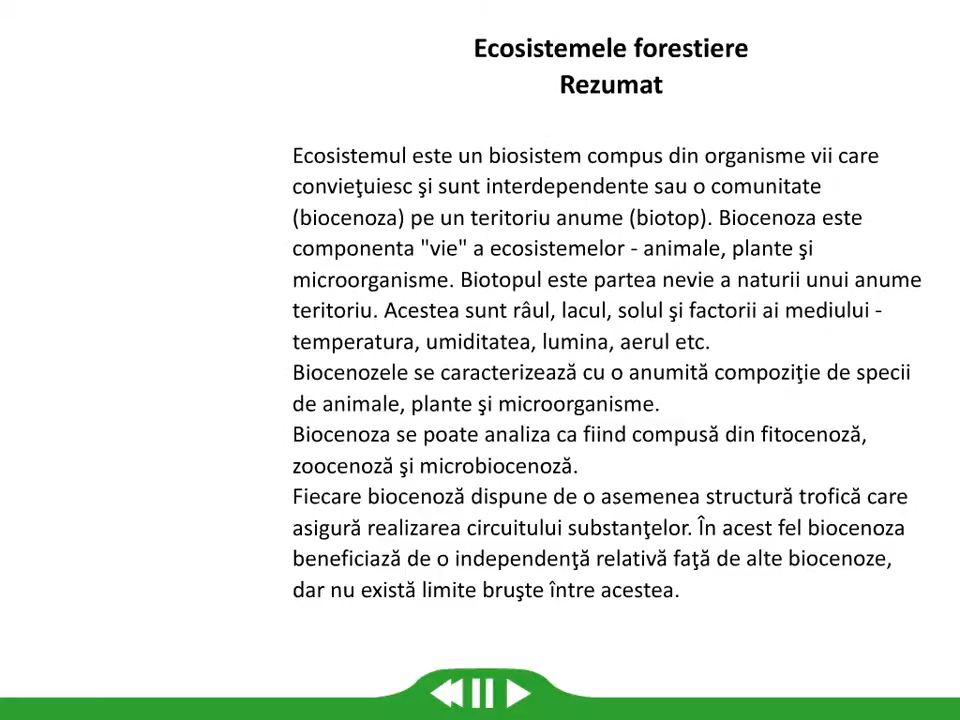 Ecosistemele forestiere
Rezumat
Ecosistemul este un biosistem compus din organisme vii care
convieţuiesc şi sunt interdependente sau o comunitate
(biocenoza) pe un teritoriu anume (biotop). Biocenoza este
componenta "vie" a ecosistemelor - animale, plante şi
microorganisme. Biotopul este partea nevie a naturii unui anume
teritoriu. Acestea sunt râul, lacul, solul şi factorii ai mediului -
temperatura, umiditatea, lumina, aerul etc.
Biocenozele se caracterizează cu o anumită compoziţie de specii
de animale, plante şi microorganisme.
Biocenoza se poate analiza ca fiind compusă din fitocenoză,
zoocenoză şi microbiocenoză.
Fiecare biocenoză dispune de o asemenea structură trofică care
asigură realizarea circuitului substanţelor. În acest fel biocenoza
beneficiază de o independenţă relativă faţă de alte biocenoze,
dar nu există limite bruşte între acestea.